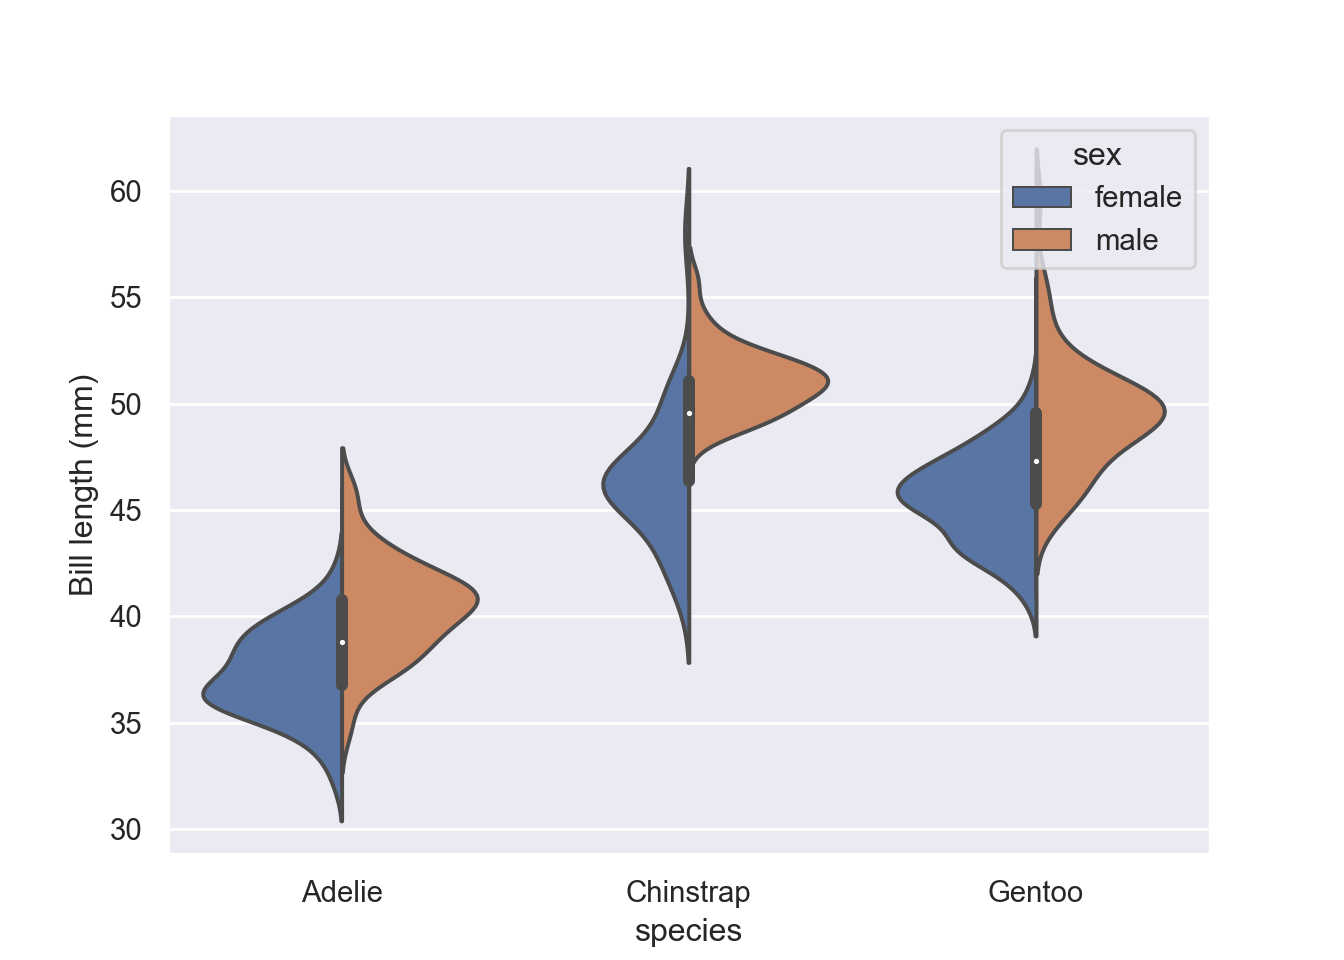 sex
female
male
60
55
50
45
40
35
30
Bill length (mm)
Adelie
Chinstrap
Gentoo
species